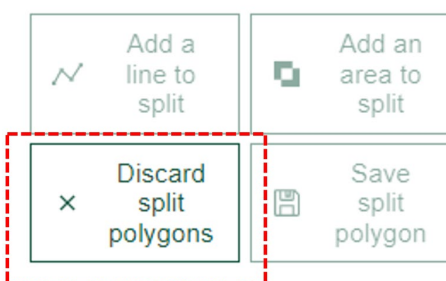 Add a
line to
split
Add an
area to
split
Discard
split
polygons
Save
split
polygon